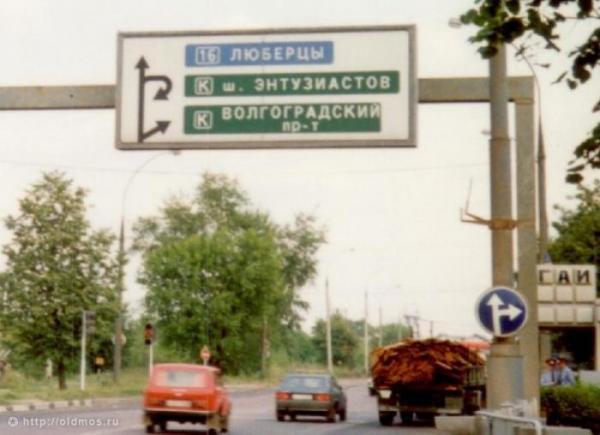 16 ЛЮБЕРЦЫ
К ш. ЭНТУЗИАСТОВ
К ВОЛГОГРАДСКИЙ
пр-т
ГАИ
http://oldmos.ru